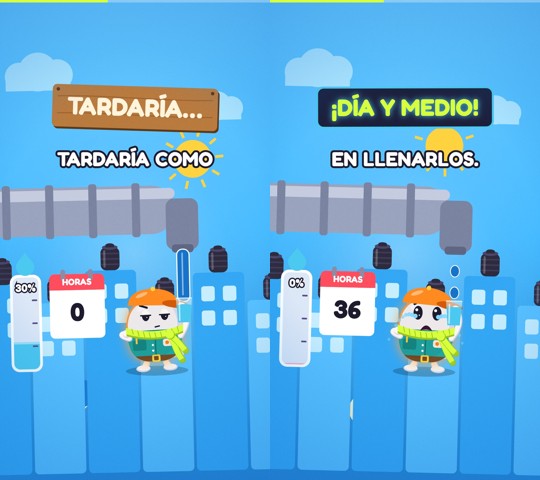 TARDARÍA...
TARDARÍA COMO
30%
HORAS
0
¡DÍA Y MEDIO!
EN LLENARLOS.
0%
HORAS
36